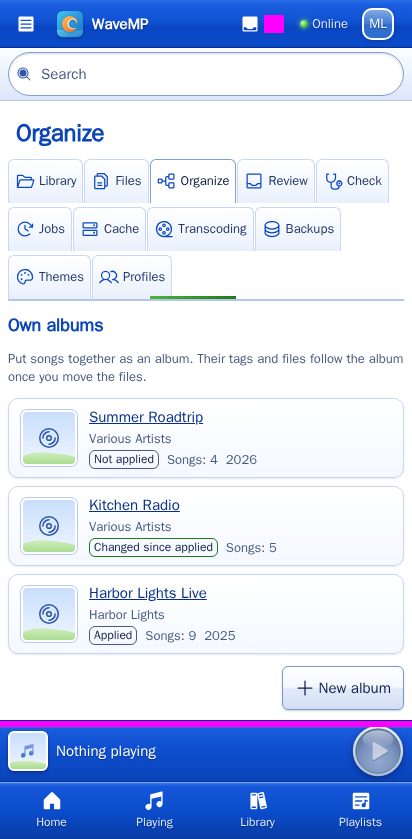 WaveMP
Online
ML
Search
Organize
Library
Files
Organize
Review
Check
Jobs
Cache
Transcoding
Backups
Themes
Profiles
Own albums
Put songs together as an album. Their tags and files follow the album
once you move the files.
Summer Roadtrip
Various Artists
Not applied Songs: 4 2026
Kitchen Radio
Various Artists
Changed since applied Songs: 5
Harbor Lights Live
Harbor Lights
Applied Songs: 9 2025
New album
Nothing playing
Home
Playing
Library
Playlists